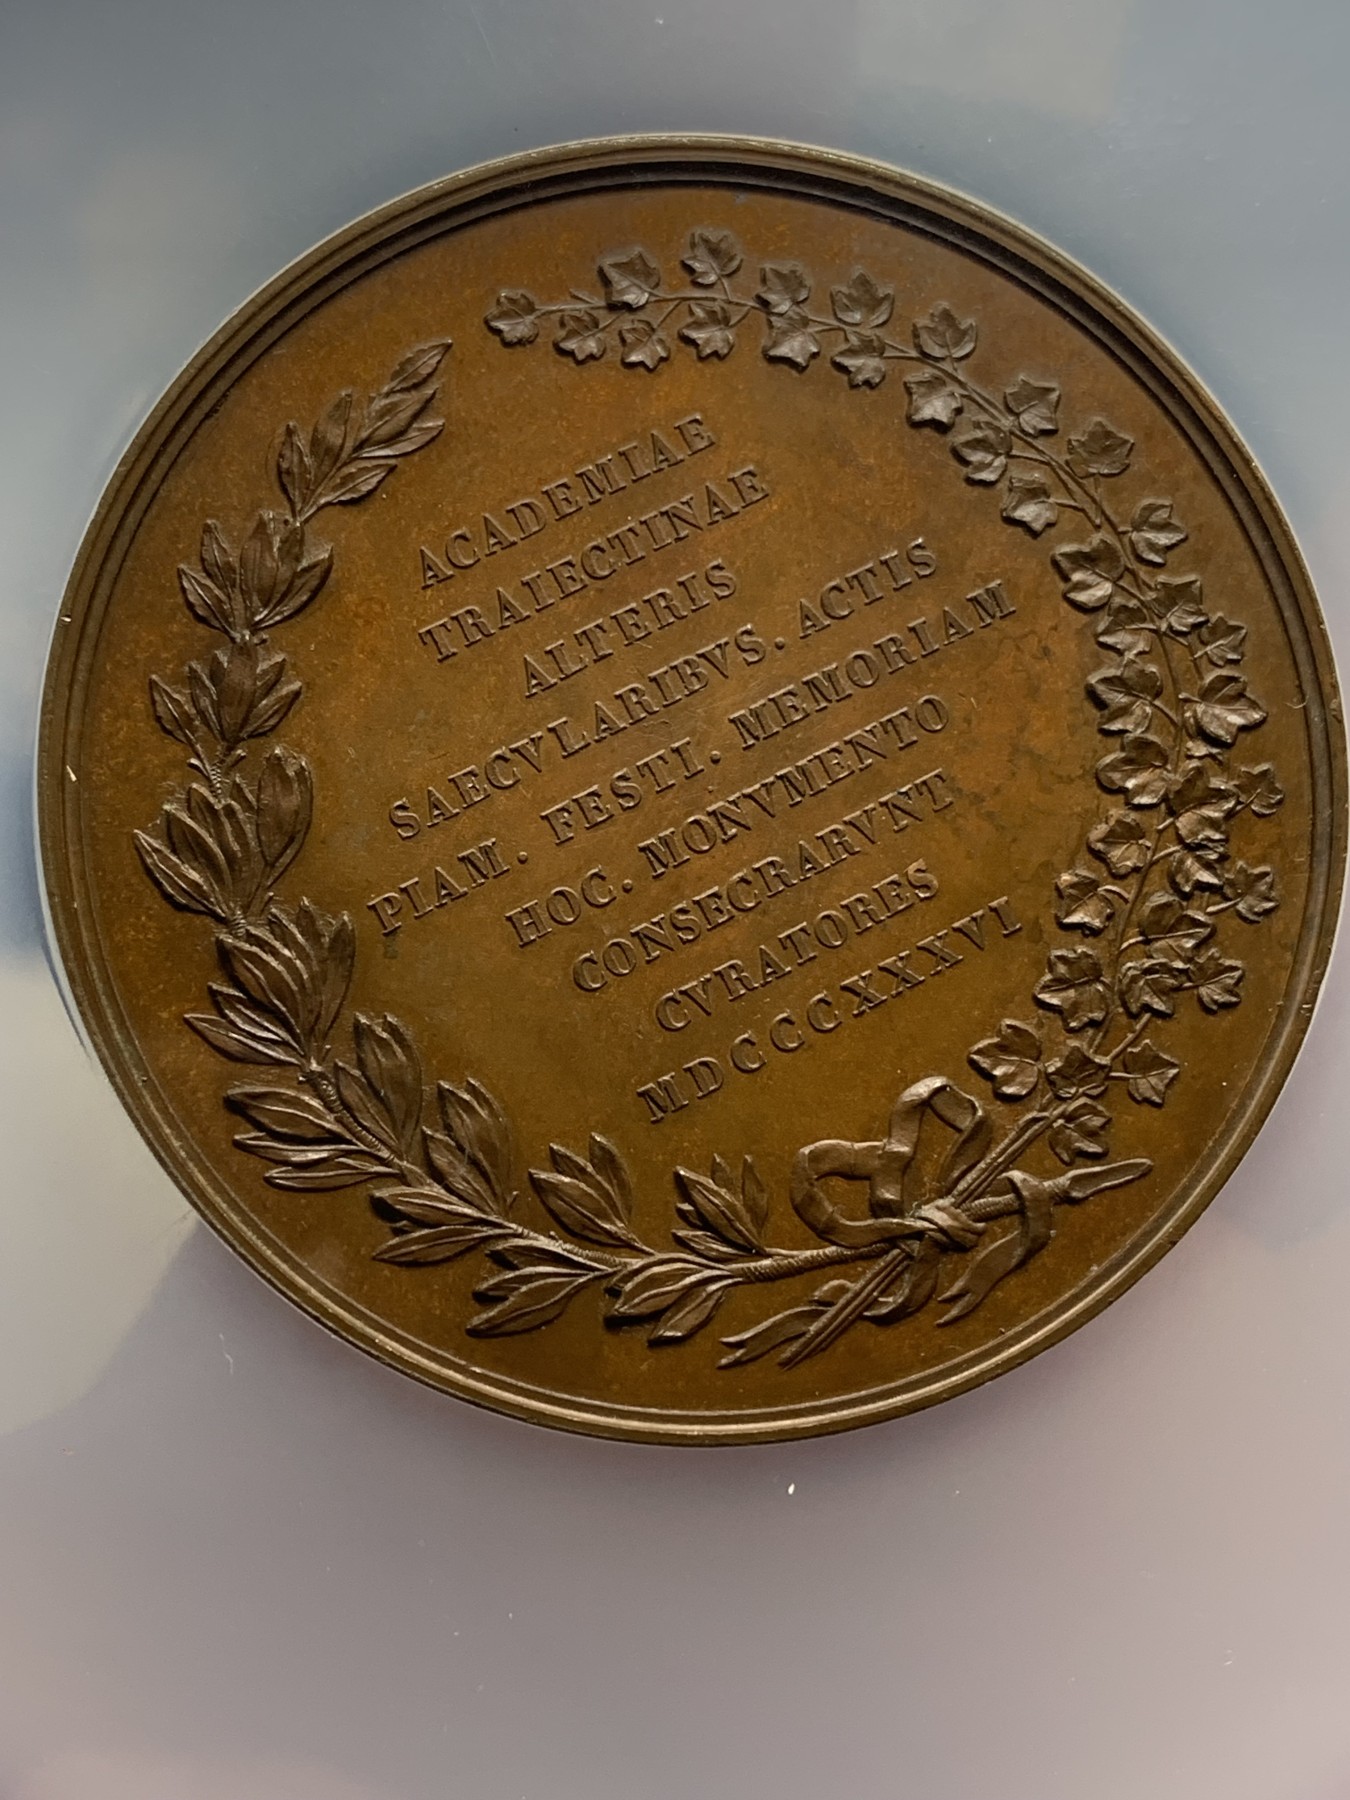 ACADEMIAE
TRAIECTINAE
ALTERIS
SAECVLARIBVS. ACTIS
PIAM. FESTI. MEMORIAM
HOC. MONVMENTO
CONSECRARVNT
CVRATORES
MDCCCXXXVI